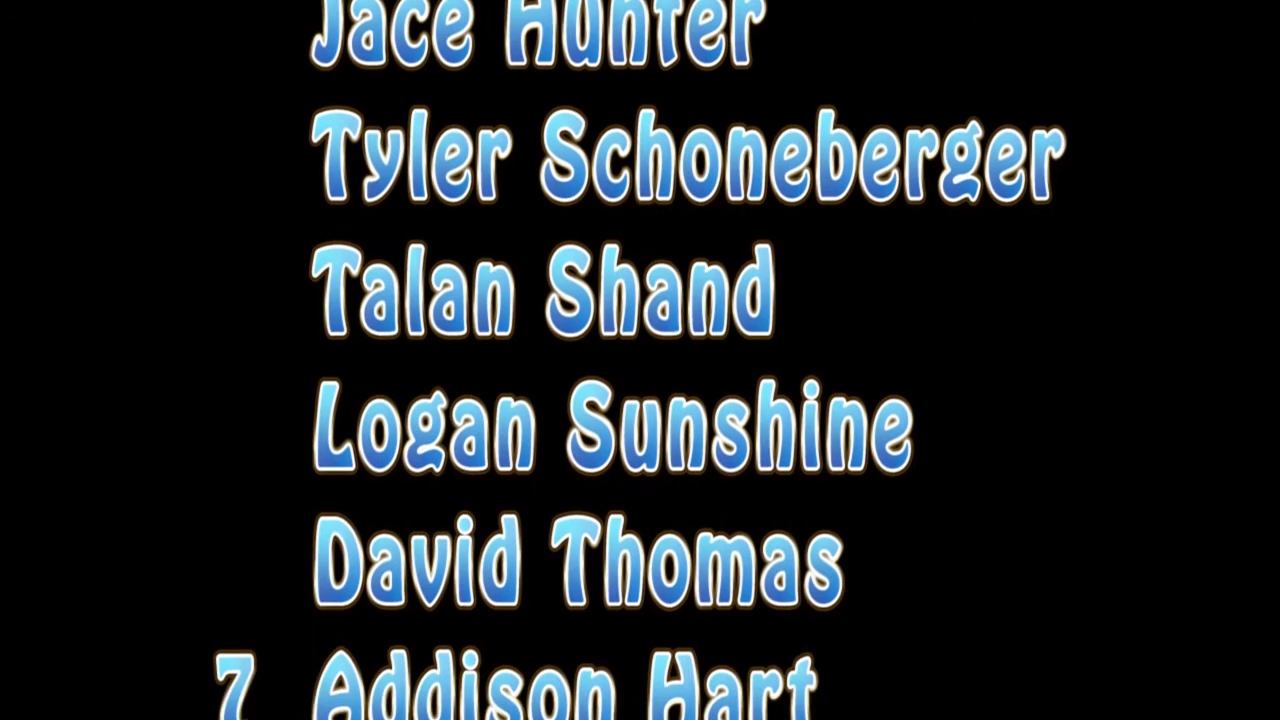 Jace Hunter
Tyler Schoneberger
Talan Shand
Logan Sunshine
David Thomas
7 Addison Hart